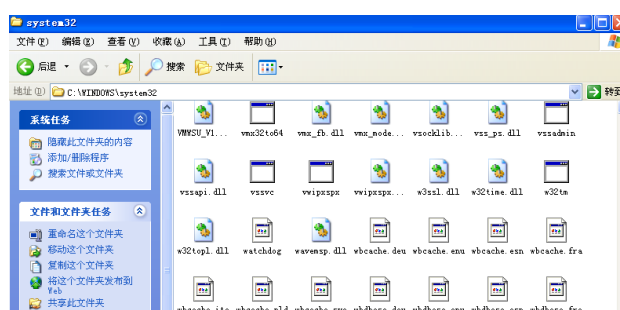 system32
文件(F) 编辑(E) 查看(V) 收藏(A) 工具(T) 帮助(H)
后退 搜索 文件夹
地址(D) C:\WINDOWS\system32 转到
系统任务
隐藏此文件夹的内容
添加/删除程序
搜索文件或文件夹
文件和文件夹任务
重命名这个文件夹
移动这个文件夹
复制这个文件夹
将这个文件夹发布到
Web
共享此文件夹
VMWSU_V1... vmx32to64 vmx_fb.dll vmx_mode... vsocklib... vss_ps.dll vssadmin
vssapi.dll vssvc vwipxspx vwipxspx... w3ssl.dll w32time.dll w32tm
w32topl.dll watchdog wavemsp.dll wbcache.deu wbcache.enu wbcache.esn wbcache.fra